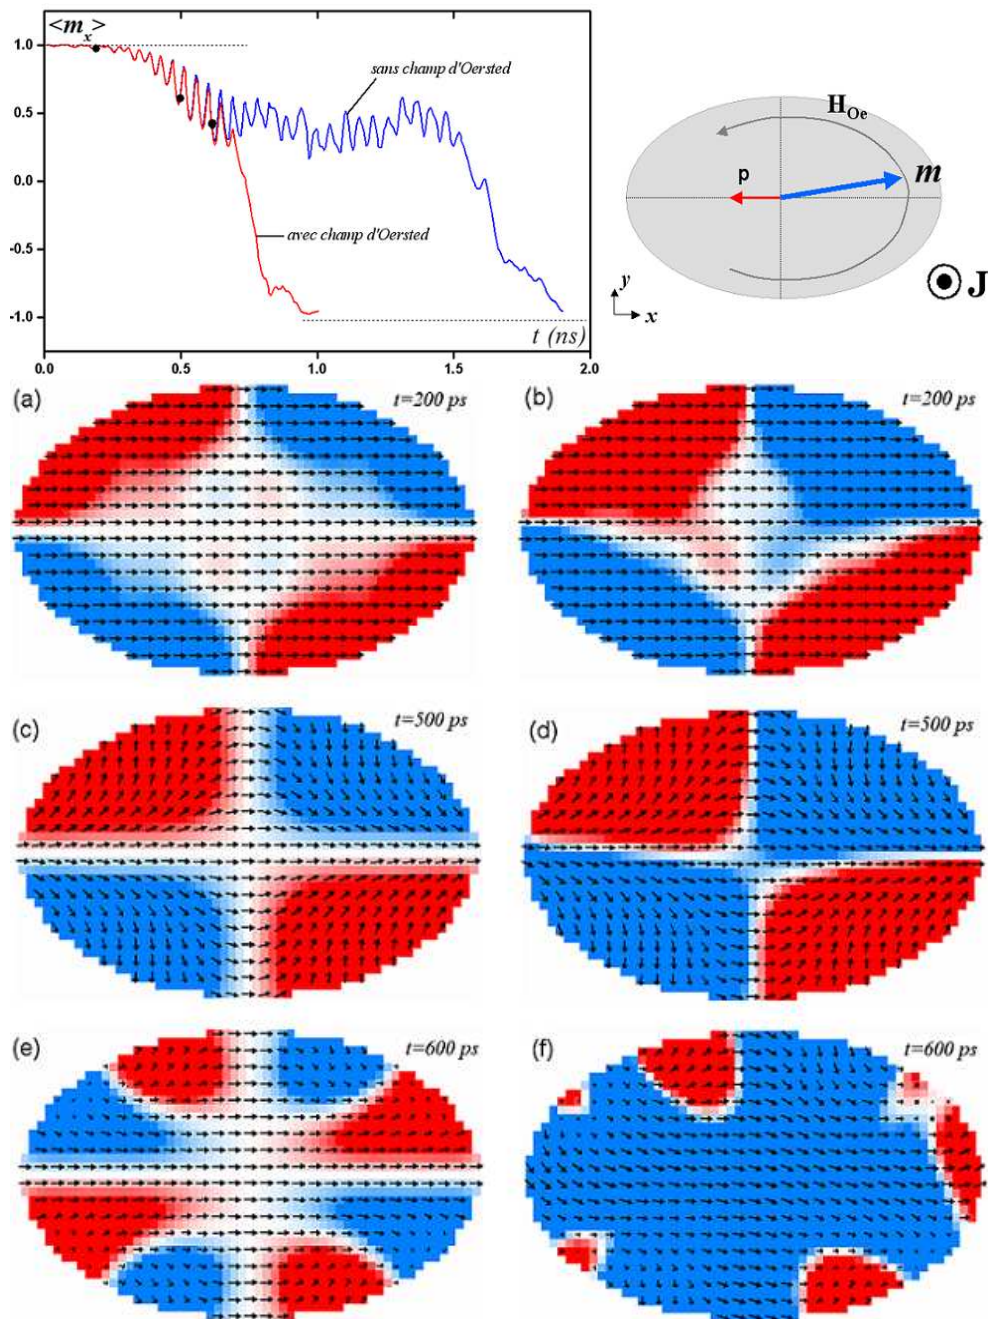 <m_x>
1.0
0.5
0.0
-0.5
-1.0
sans champ d'Oersted
avec champ d'Oersted
t (ns)
0.0 0.5 1.0 1.5 2.0
H_Oe
p
m
J
y
x
(a) t=200 ps
(b) t=200 ps
(c) t=500 ps
(d) t=500 ps
(e) t=600 ps
(f) t=600 ps